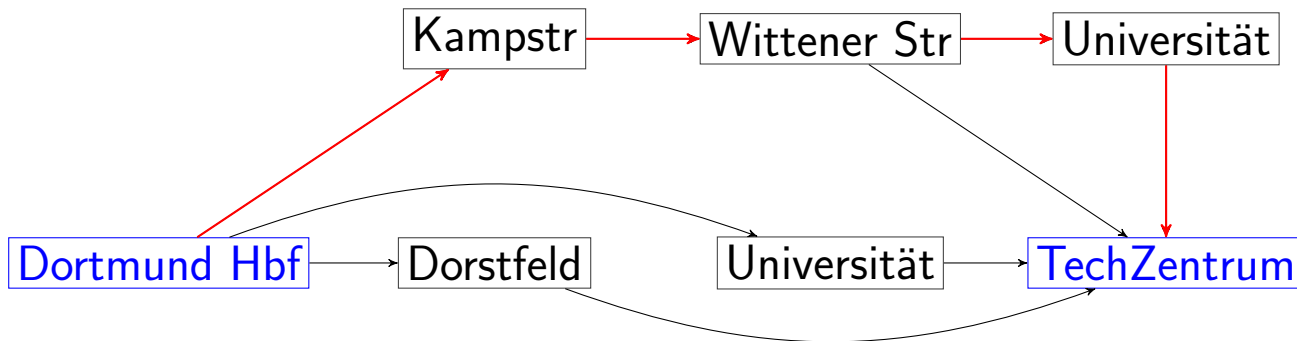 Kampstr
Wittener Str
Universität
Dortmund Hbf
Dorstfeld
Universität
TechZentrum